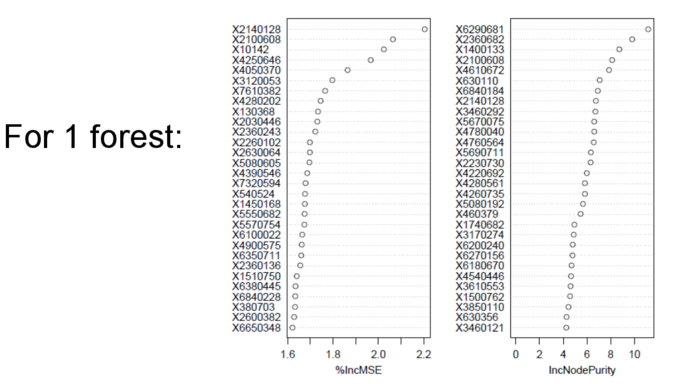 For 1 forest:
X2140128
X2100608
X10142
X4250646
X4050370
X3120053
X7610382
X4280202
X130368
X2030446
X2360243
X2260102
X2630064
X5080605
X4390546
X7320594
X540524
X1450168
X5550682
X5570754
X6100022
X4900575
X6350711
X2360136
X1510750
X6380445
X6840228
X380703
X2600382
X6650348
1.6 1.8 2.0 2.2
%IncMSE
X6290681
X2360682
X1400133
X2100608
X4610672
X630110
X6840184
X2140128
X3460292
X5670075
X4780040
X4760564
X5690711
X2230730
X4220692
X4280561
X4260735
X5080192
X460379
X1740682
X3170274
X6200240
X6270156
X6180670
X4540446
X3610553
X1500762
X3850110
X630356
X3460121
0 2 4 6 8 10
IncNodePurity